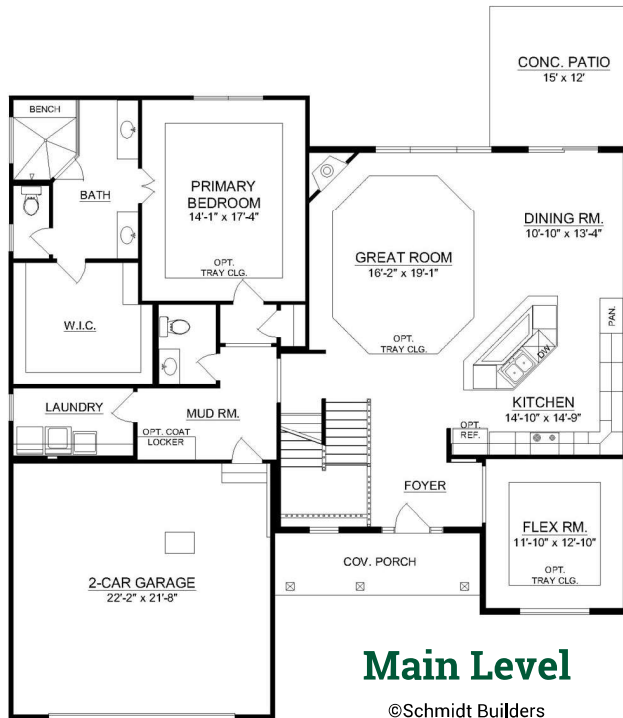 CONC. PATIO
15' x 12'
BENCH
BATH
PRIMARY
BEDROOM
14'-1" x 17'-4"
OPT.
TRAY CLG.
GREAT ROOM
16'-2" x 19'-1"
OPT.
TRAY CLG.
DINING RM.
10'-10" x 13'-4"
PAN.
DW
W.I.C.
KITCHEN
14'-10" x 14'-9"
OPT.
REF.
LAUNDRY
MUD RM.
OPT. COAT
LOCKER
FOYER
FLEX RM.
11'-10" x 12'-10"
OPT.
TRAY CLG.
COV. PORCH
2-CAR GARAGE
22'-2" x 21'-8"
Main Level
©Schmidt Builders